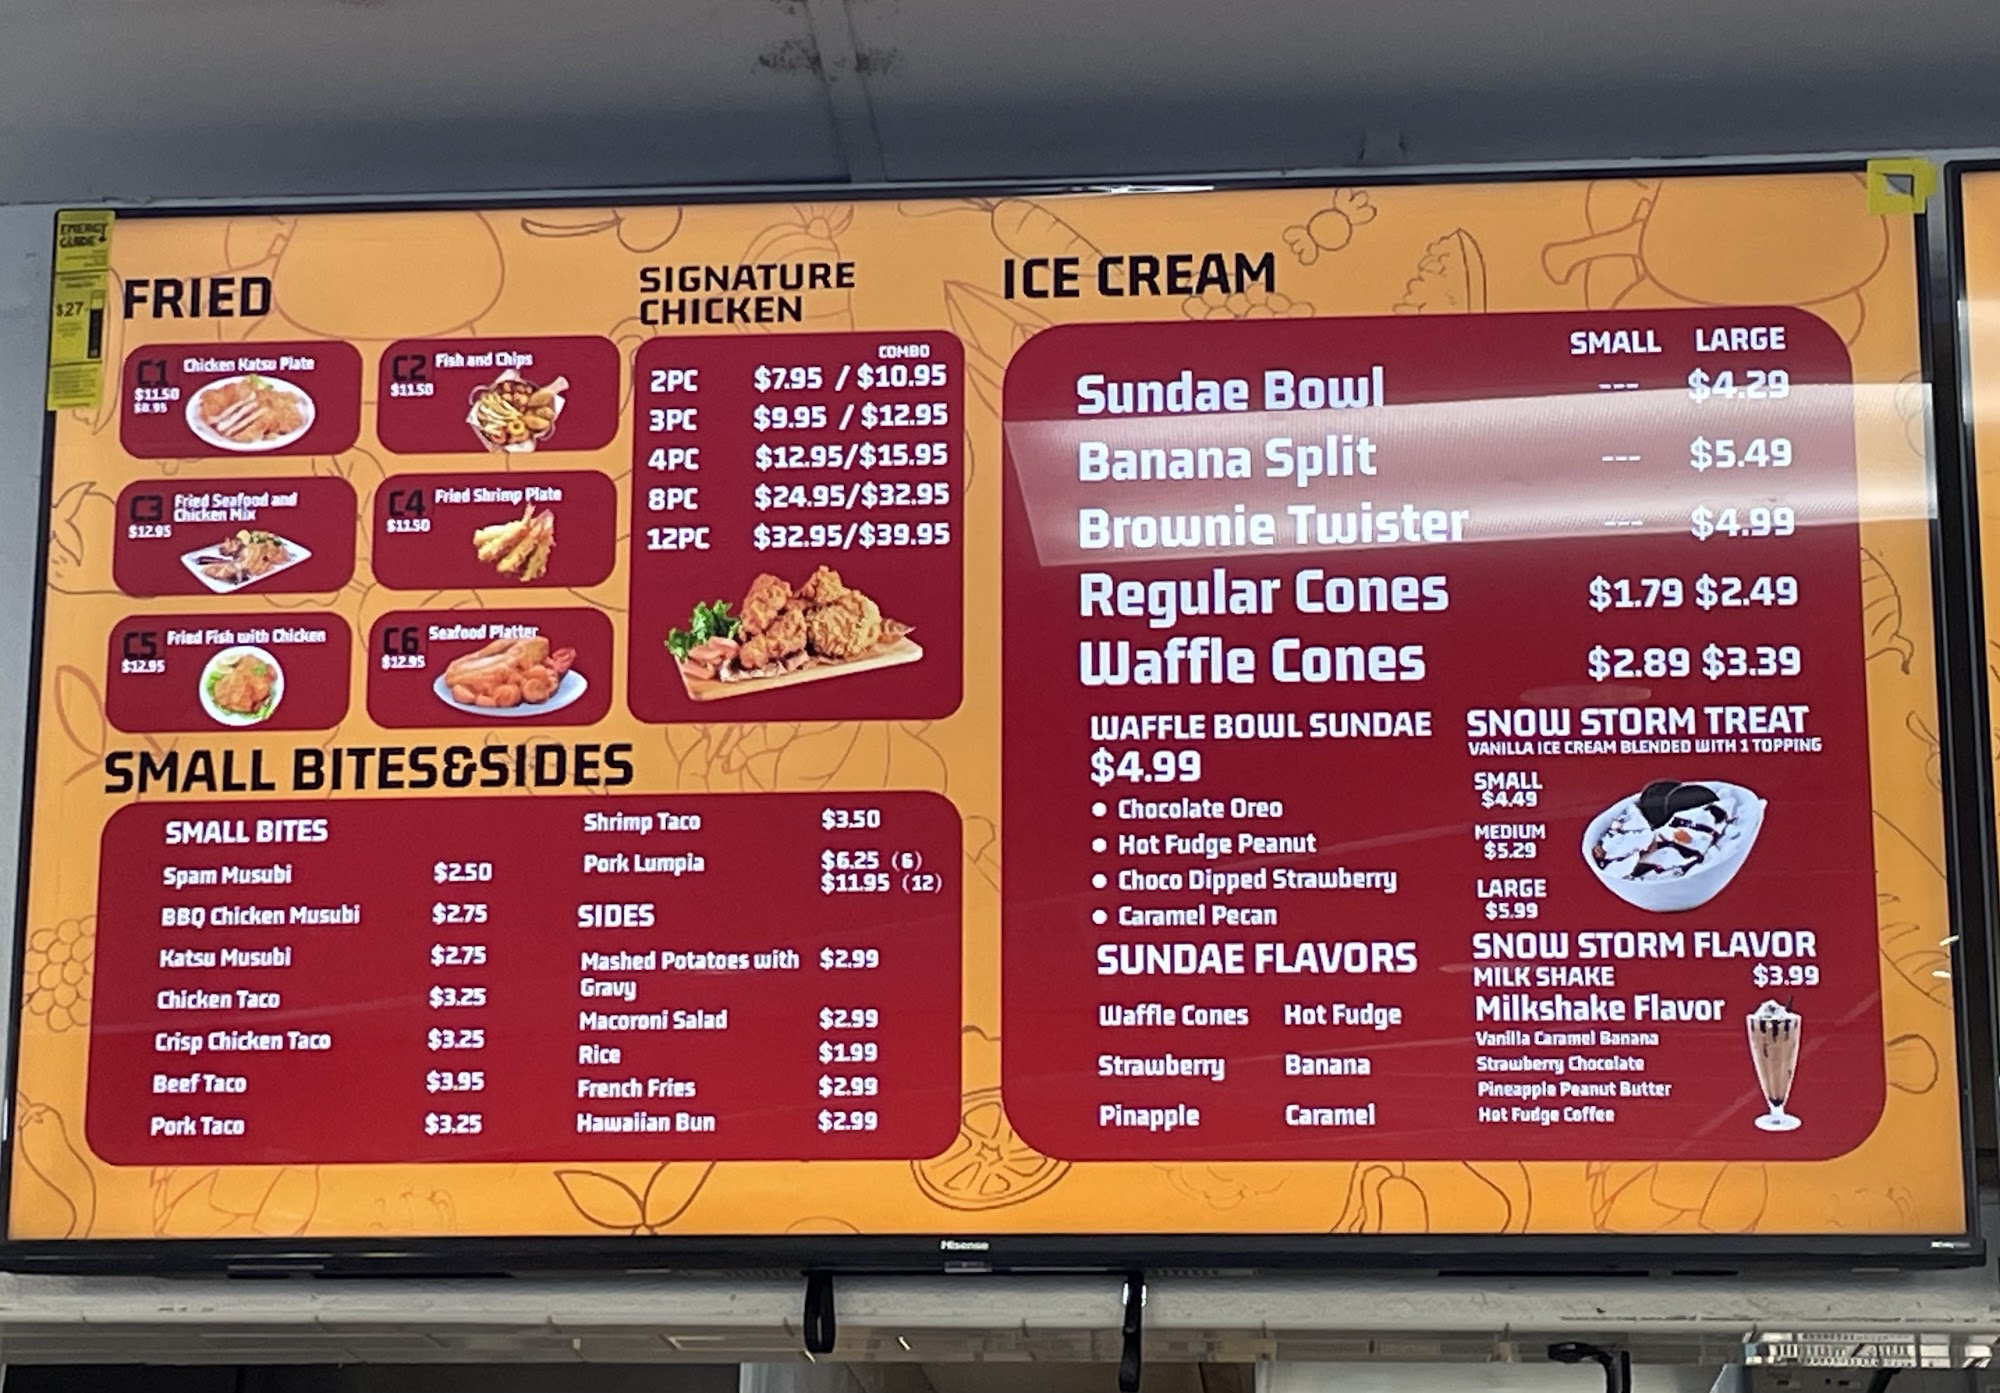 ENERGY
GUIDE
$27
FRIED
C1 Chicken Katsu Plate
$11.50
$8.95
C2 Fish and Chips
$11.50
C3 Fried Seafood and
Chicken Mix
$12.95
C4 Fried Shrimp Plate
$11.50
C5 Fried Fish with Chicken
$12.95
C6 Seafood Platter
$12.95
SIGNATURE
CHICKEN
COMBO
2PC $7.95 / $10.95
3PC $9.95 / $12.95
4PC $12.95/$15.95
8PC $24.95/$32.95
12PC $32.95/$39.95
SMALL BITES&SIDES
SMALL BITES
Spam Musubi $2.50
BBQ Chicken Musubi $2.75
Katsu Musubi $2.75
Chicken Taco $3.25
Crisp Chicken Taco $3.25
Beef Taco $3.95
Pork Taco $3.25
Shrimp Taco $3.50
Pork Lumpia $6.25 (6)
$11.95 (12)
SIDES
Mashed Potatoes with $2.99
Gravy
Macoroni Salad $2.99
Rice $1.99
French Fries $2.99
Hawaiian Bun $2.99
ICE CREAM
SMALL LARGE
Sundae Bowl --- $4.29
Banana Split --- $5.49
Brownie Twister --- $4.99
Regular Cones $1.79 $2.49
Waffle Cones $2.89 $3.39
WAFFLE BOWL SUNDAE
$4.99
• Chocolate Oreo
• Hot Fudge Peanut
• Choco Dipped Strawberry
• Caramel Pecan
SUNDAE FLAVORS
Waffle Cones Hot Fudge
Strawberry Banana
Pinapple Caramel
SNOW STORM TREAT
VANILLA ICE CREAM BLENDED WITH 1 TOPPING
SMALL
$4.49
MEDIUM
$5.29
LARGE
$5.99
SNOW STORM FLAVOR
MILK SHAKE $3.99
Milkshake Flavor
Vanilla Caramel Banana
Strawberry Chocolate
Pineapple Peanut Butter
Hot Fudge Coffee
Hisense